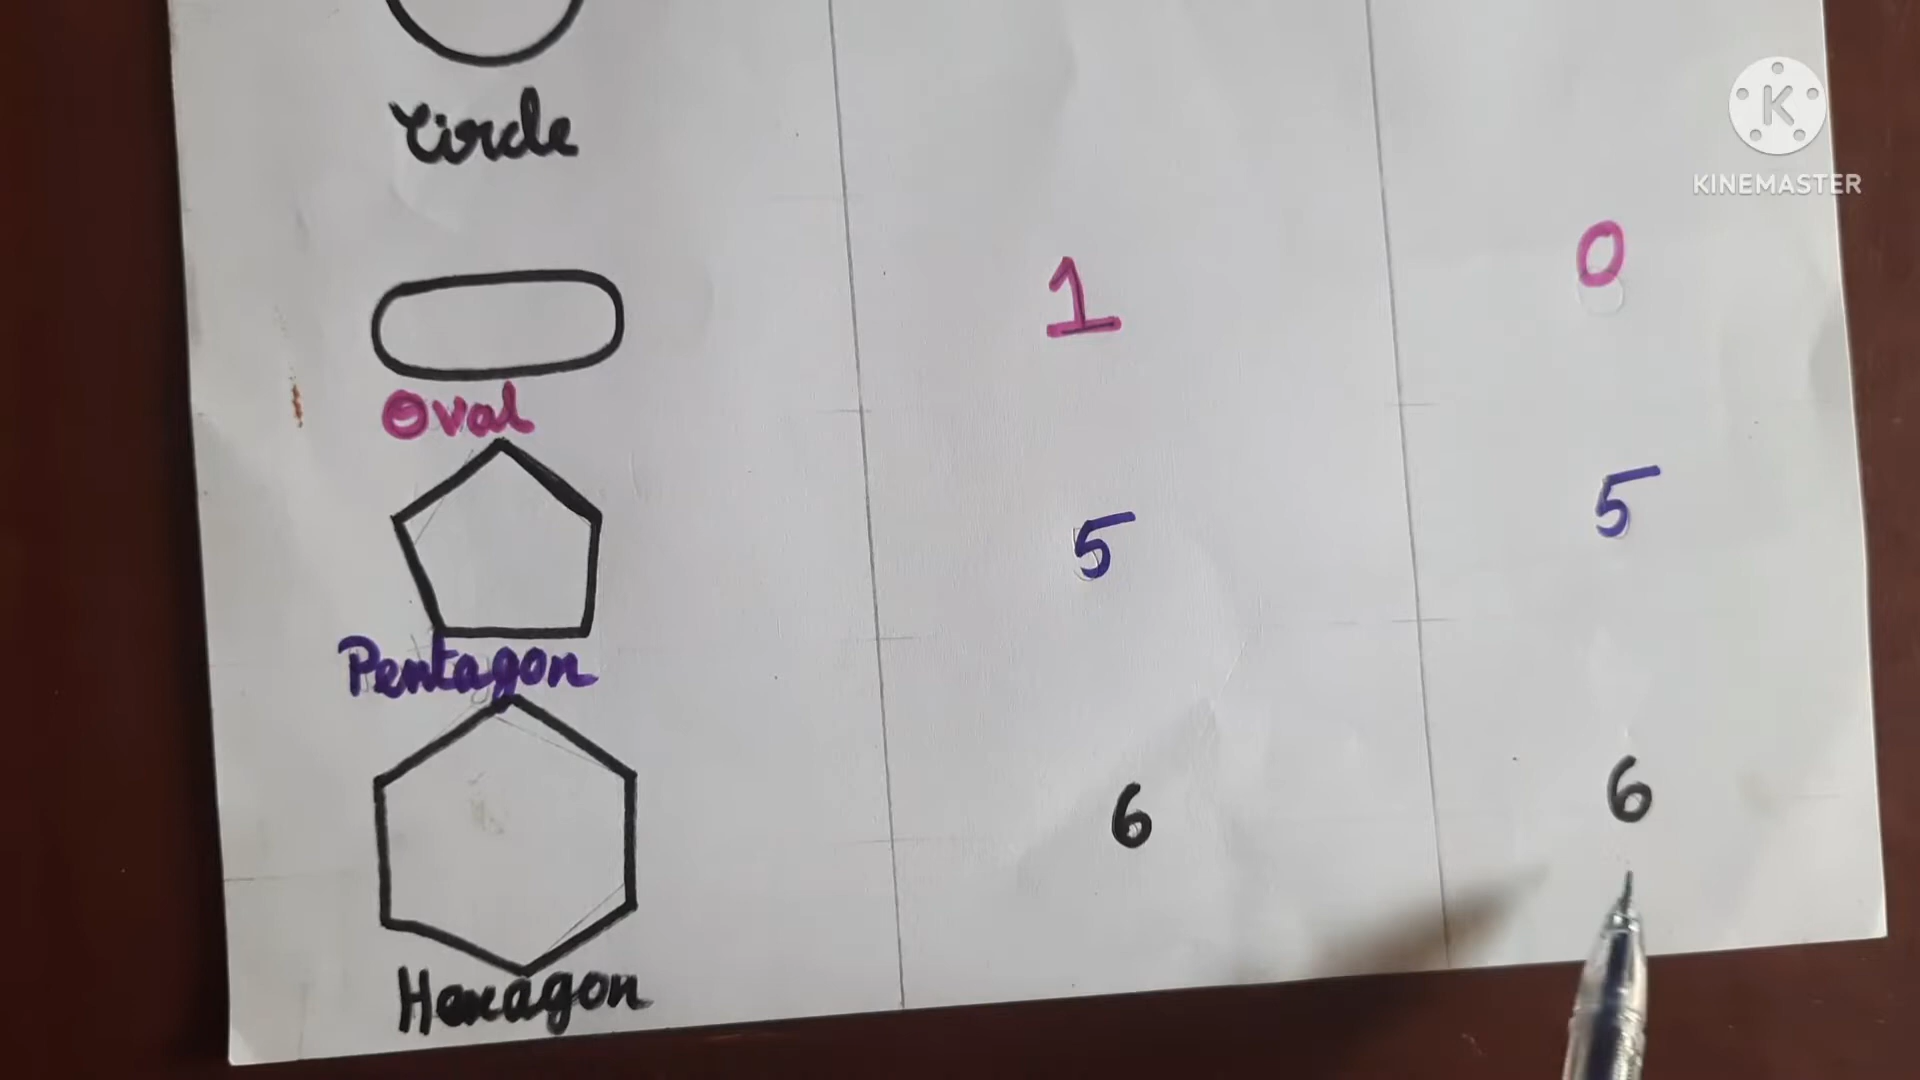 Circle
KINEMASTER
1 0
Oval
5 5
Pentagon
6 6
Hexagon